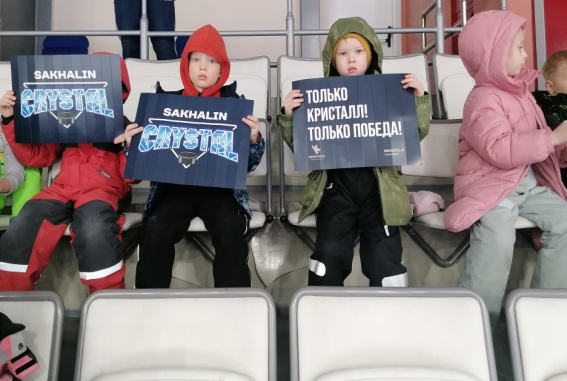 SAKHALIN
CRYSTAL
SAKHALIN
CRYSTAL
ТОЛЬКО
КРИСТАЛЛ!
ТОЛЬКО ПОБЕДА!